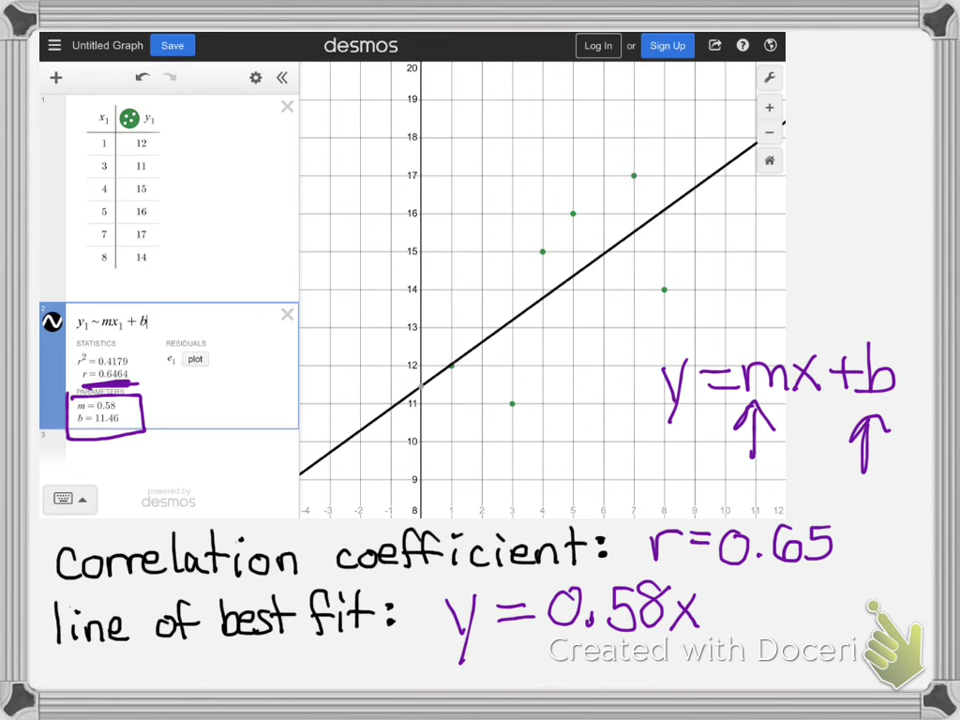 Untitled Graph Save desmos Log In or Sign Up
1
x₁ y₁
1 12
3 11
4 15
5 16
7 17
8 14
2
y₁ ~ mx₁ + b
STATISTICS RESIDUALS
r² = 0.4179 e₁ plot
r = 0.6464
PARAMETERS
m = 0.58
b = 11.46
3
powered by
desmos
20
19
18
17
16
15
14
13
12
11
10
9
8
-4 -3 -2 -1 0 1 2 3 4 5 6 7 8 9 10 11 12
y = mx + b
correlation coefficient: r = 0.65
line of best fit: y = 0.58x
Created with Doceri